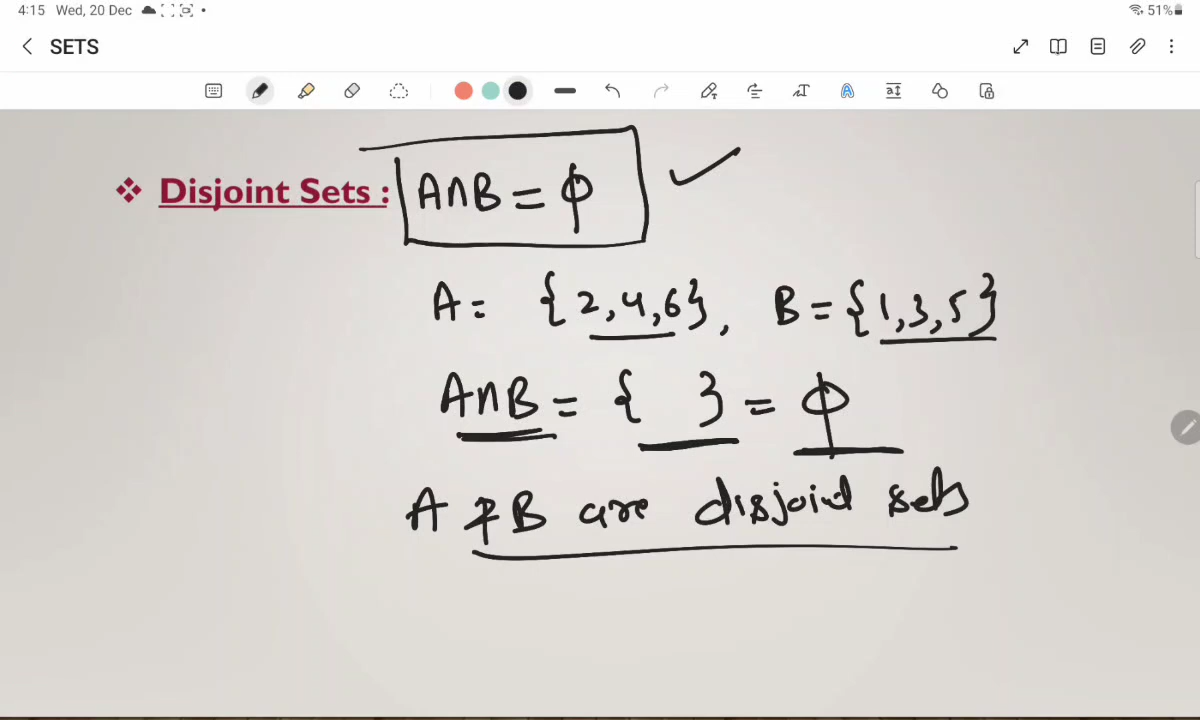 4:15 Wed, 20 Dec
51%
SETS
❖ Disjoint Sets : A∩B = ϕ ✓
A = {2,4,6}, B = {1,3,5}
A∩B = { } = ϕ
A & B are disjoint sets